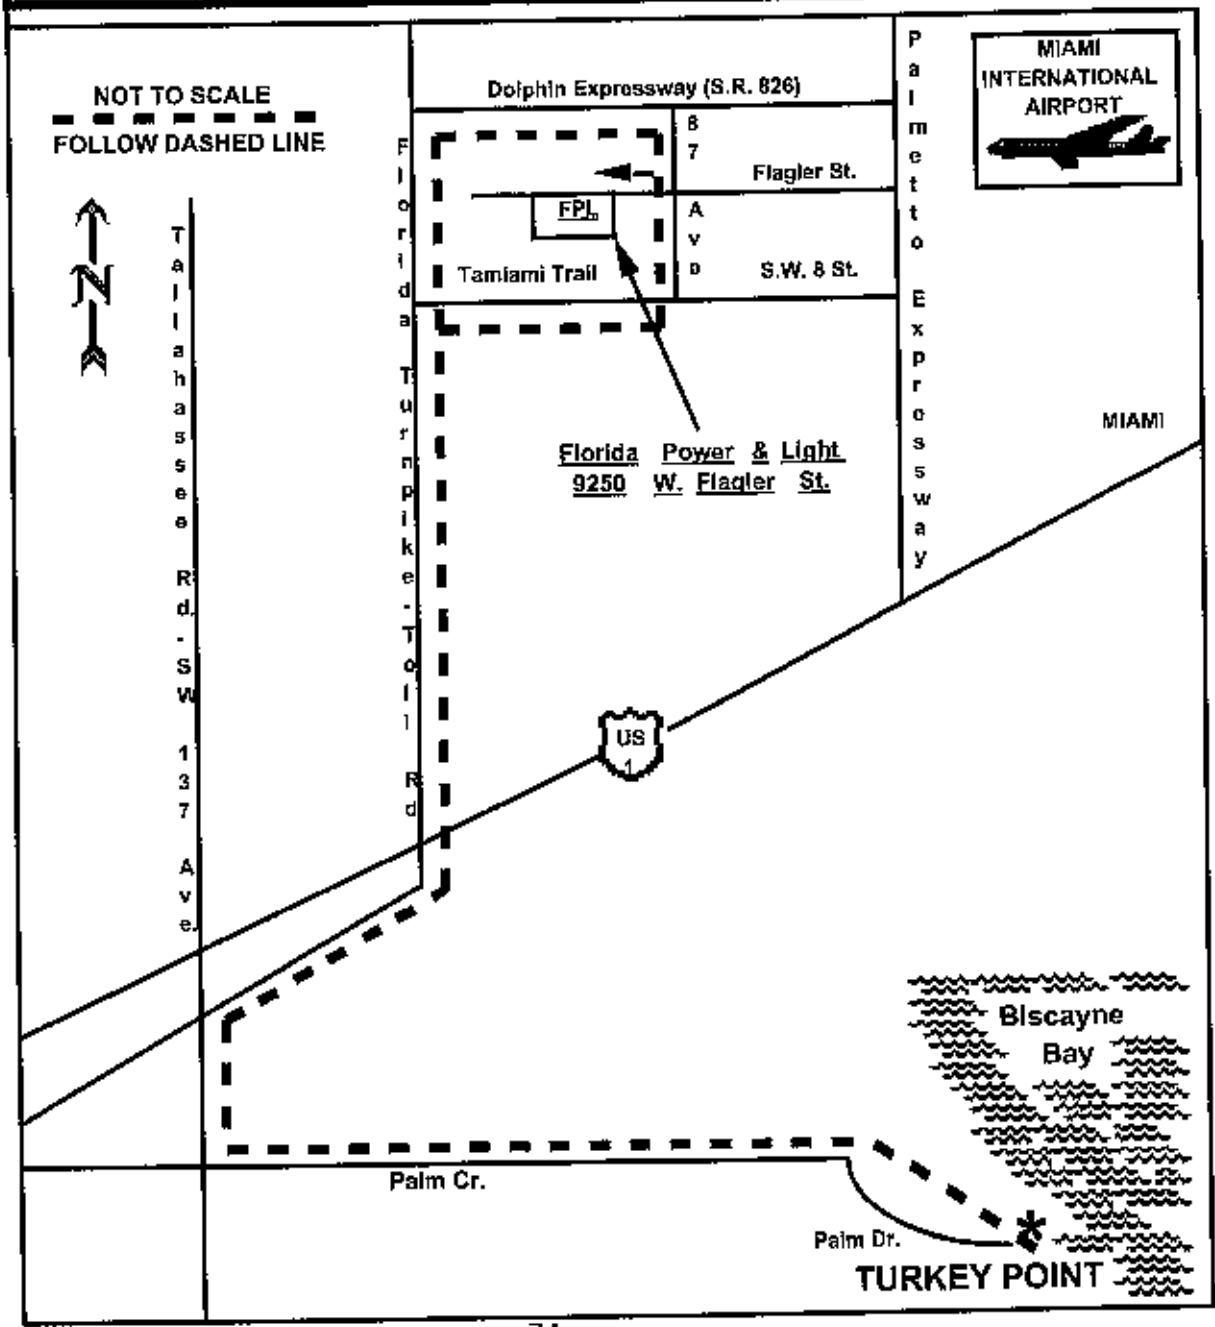 NOT TO SCALE
FOLLOW DASHED LINE
N
Dolphin Expressway (S.R. 826)
MIAMI
INTERNATIONAL
AIRPORT
Palmetto Expressway
87 Ave
Flagler St.
FPL
Tamiami Trail
S.W. 8 St.
Florida Turnpike - Toll Rd
Tallahassee Rd. - SW 137 Ave.
Florida Power & Light
9250 W. Flagler St.
MIAMI
US
1
Biscayne
Bay
Palm Cr.
Palm Dr.
*
TURKEY POINT